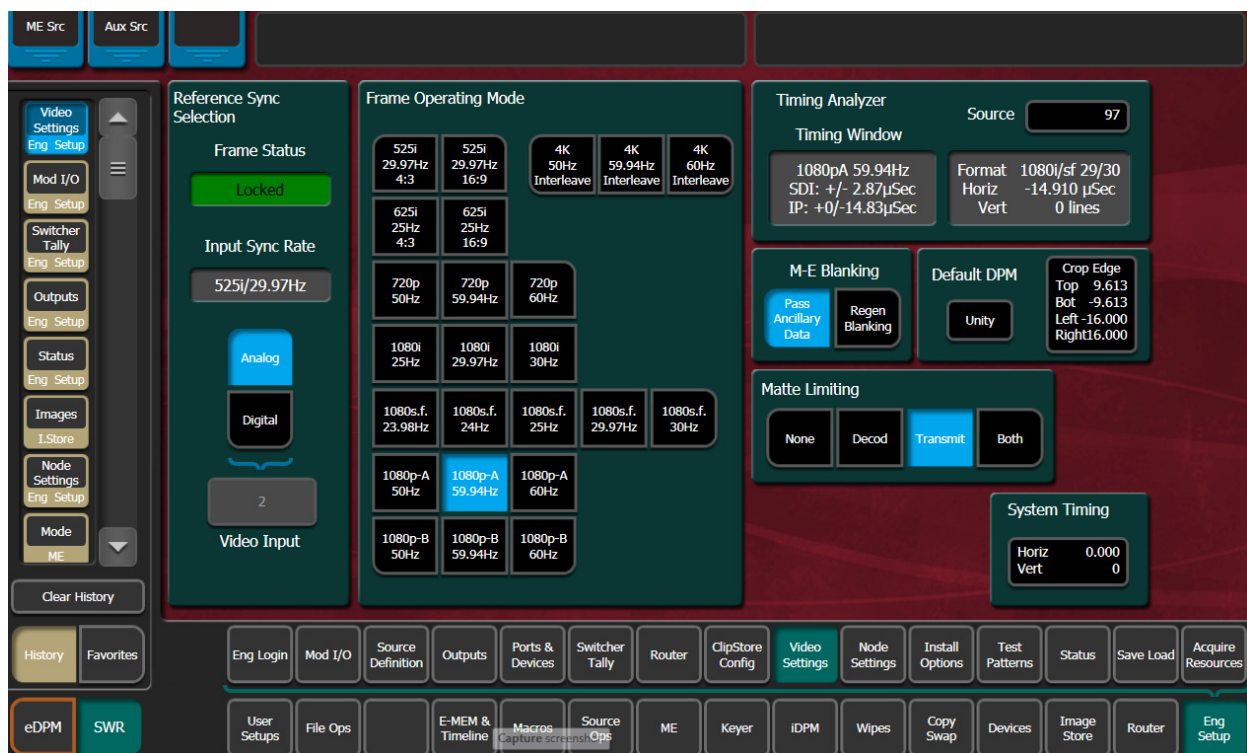 ME Src
Aux Src
Video
Settings
Eng Setup
Mod I/O
Eng Setup
Switcher
Tally
Eng Setup
Outputs
Eng Setup
Status
Eng Setup
Images
I.Store
Node
Settings
Eng Setup
Mode
ME
Clear History
History
Favorites
eDPM
SWR
Reference Sync
Selection
Frame Status
Locked
Input Sync Rate
525i/29.97Hz
Analog
Digital
2
Video Input
Frame Operating Mode
525i
29.97Hz
4:3
525i
29.97Hz
16:9
4K
50Hz
Interleave
4K
59.94Hz
Interleave
4K
60Hz
Interleave
625i
25Hz
4:3
625i
25Hz
16:9
720p
50Hz
720p
59.94Hz
720p
60Hz
1080i
25Hz
1080i
29.97Hz
1080i
30Hz
1080s.f.
23.98Hz
1080s.f.
24Hz
1080s.f.
25Hz
1080s.f.
29.97Hz
1080s.f.
30Hz
1080p-A
50Hz
1080p-A
59.94Hz
1080p-A
60Hz
1080p-B
50Hz
1080p-B
59.94Hz
1080p-B
60Hz
Timing Analyzer
Source 97
Timing Window
1080pA 59.94Hz
SDI: +/- 2.87µSec
IP: +0/-14.83µSec
Format 1080i/sf 29/30
Horiz -14.910 µSec
Vert 0 lines
M-E Blanking
Pass
Ancillary
Data
Regen
Blanking
Default DPM
Unity
Crop Edge
Top 9.613
Bot -9.613
Left -16.000
Right16.000
Matte Limiting
None
Decod
Transmit
Both
System Timing
Horiz 0.000
Vert 0
Eng Login
Mod I/O
Source
Definition
Outputs
Ports &
Devices
Switcher
Tally
Router
ClipStore
Config
Video
Settings
Node
Settings
Install
Options
Test
Patterns
Status
Save Load
Acquire
Resources
User
Setups
File Ops
E-MEM &
Timeline
Macros
Source
Ops
Capture screenshot
ME
Keyer
iDPM
Wipes
Copy
Swap
Devices
Image
Store
Router
Eng
Setup